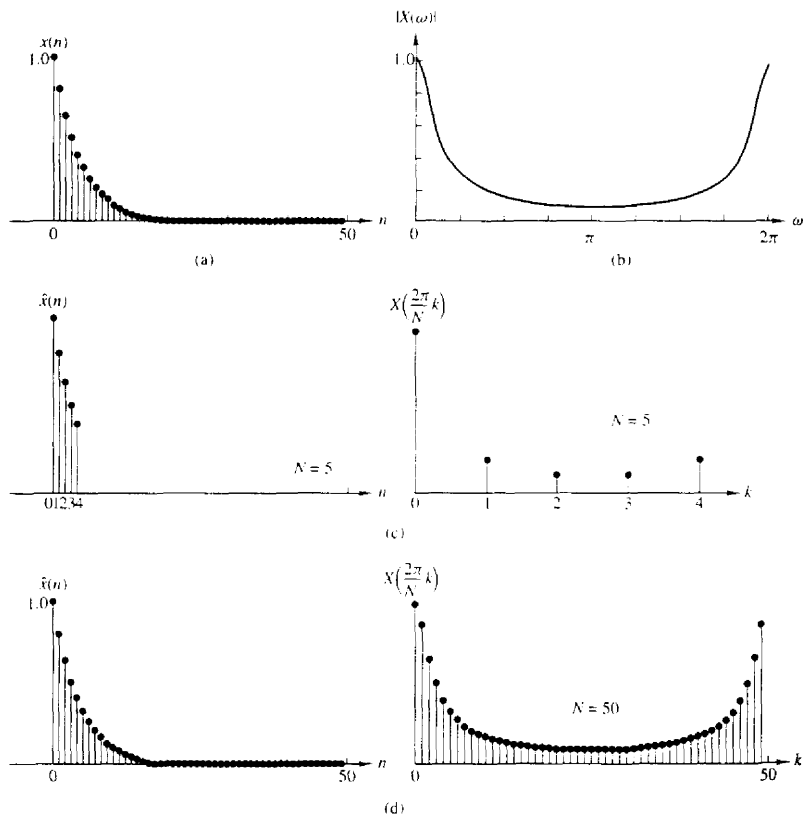 x(n)
1.0
0
50
n
(a)
|X(ω)|
1.0
0
π
2π
ω
(b)
x̂(n)
N = 5
01234
n
X(2π/N k)
N = 5
0
1
2
3
4
k
(c)
x̂(n)
1.0
0
50
n
X(2π/N k)
N = 50
0
50
k
(d)